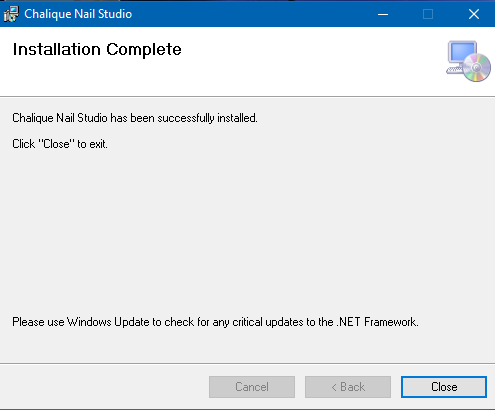 Chalique Nail Studio
Installation Complete
Chalique Nail Studio has been successfully installed.
Click "Close" to exit.
Please use Windows Update to check for any critical updates to the .NET Framework.
Cancel
< Back
Close